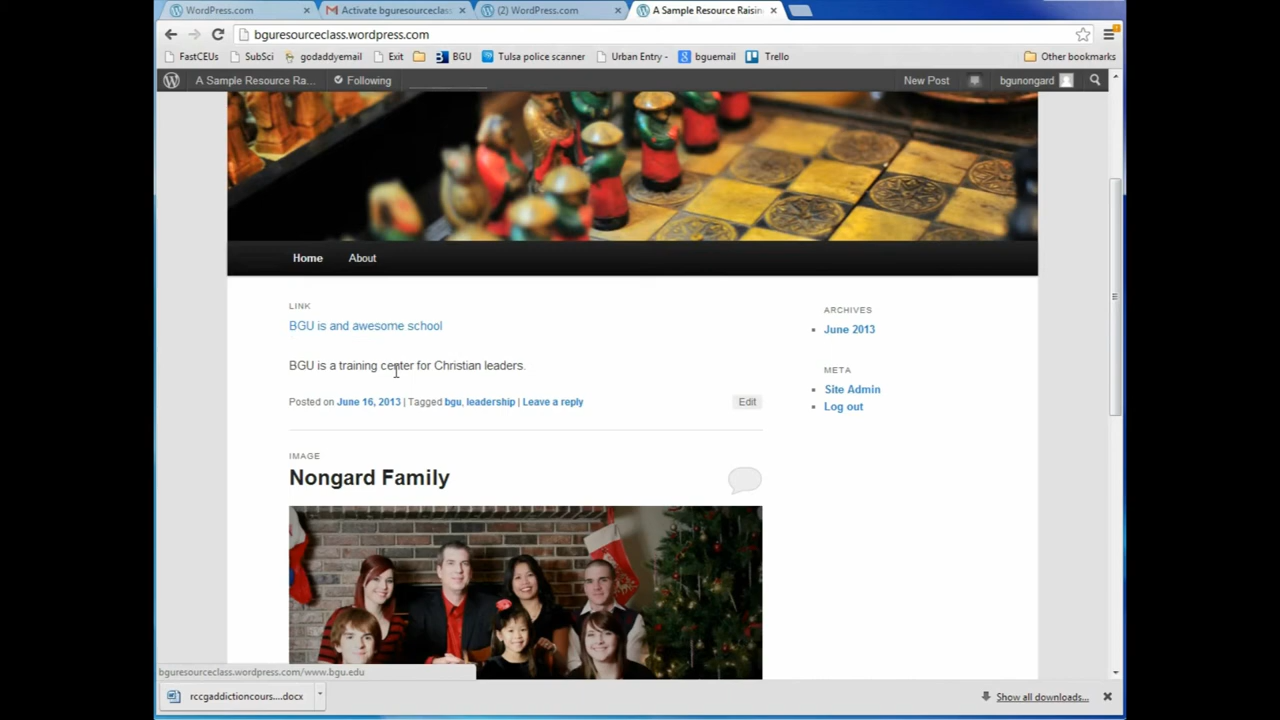 WordPress.com
Activate bguresourceclass
(2) WordPress.com
A Sample Resource Raisin
bguresourceclass.wordpress.com
FastCEUs
SubSci
godaddyemail
Exit
BGU
Tulsa police scanner
Urban Entry -
bguemail
Trello
Other bookmarks
A Sample Resource Ra...
Following
New Post
bgunongard
Home
About
LINK
BGU is and awesome school
BGU is a training center for Christian leaders.
Posted on June 16, 2013 | Tagged bgu, leadership | Leave a reply
Edit
IMAGE
Nongard Family
ARCHIVES
June 2013
META
Site Admin
Log out
bguresourceclass.wordpress.com/www.bgu.edu
rccgaddictioncours....docx
Show all downloads...